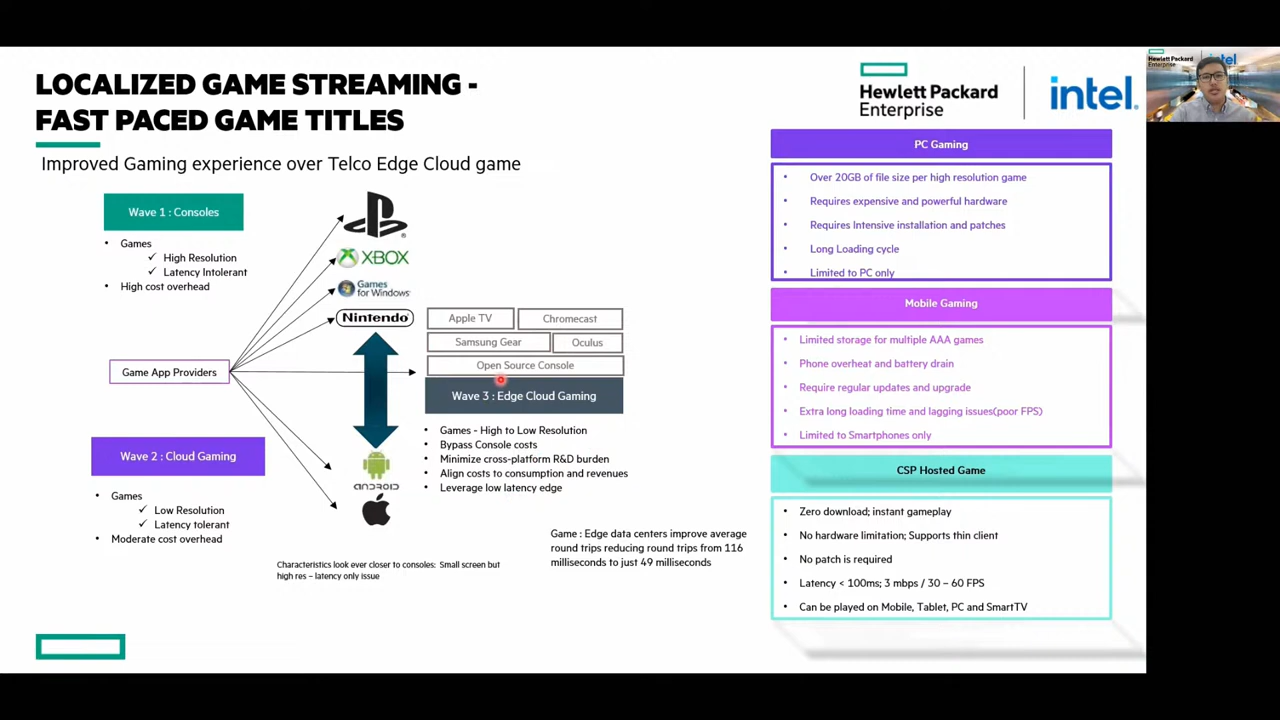 LOCALIZED GAME STREAMING -
FAST PACED GAME TITLES
Improved Gaming experience over Telco Edge Cloud game
Hewlett Packard
Enterprise
intel.
Hewlett Packard
Enterprise
intel
Wave 1 : Consoles
• Games
✓ High Resolution
✓ Latency Intolerant
• High cost overhead
XBOX
Games
for Windows
Nintendo
Game App Providers
Apple TV
Chromecast
Samsung Gear
Oculus
Open Source Console
Wave 3 : Edge Cloud Gaming
• Games - High to Low Resolution
• Bypass Console costs
• Minimize cross-platform R&D burden
• Align costs to consumption and revenues
• Leverage low latency edge
Wave 2 : Cloud Gaming
• Games
✓ Low Resolution
✓ Latency tolerant
• Moderate cost overhead
ANDROID
Characteristics look ever closer to consoles: Small screen but
high res – latency only issue
Game : Edge data centers improve average
round trips reducing round trips from 116
milliseconds to just 49 milliseconds
PC Gaming
• Over 20GB of file size per high resolution game
• Requires expensive and powerful hardware
• Requires Intensive installation and patches
• Long Loading cycle
• Limited to PC only
Mobile Gaming
• Limited storage for multiple AAA games
• Phone overheat and battery drain
• Require regular updates and upgrade
• Extra long loading time and lagging issues(poor FPS)
• Limited to Smartphones only
CSP Hosted Game
• Zero download; instant gameplay
• No hardware limitation; Supports thin client
• No patch is required
• Latency < 100ms; 3 mbps / 30 – 60 FPS
• Can be played on Mobile, Tablet, PC and SmartTV